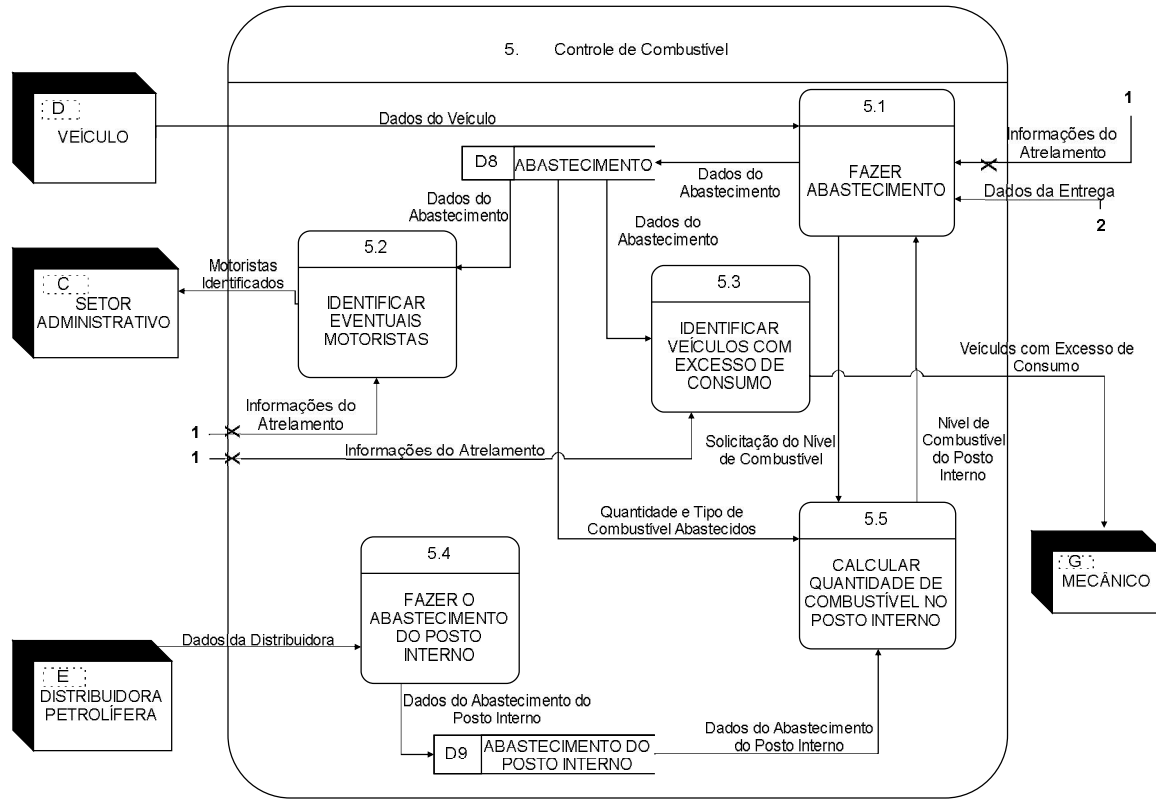 5. Controle de Combustível
D
VEÍCULO
Dados do Veículo
5.1
FAZER
ABASTECIMENTO
1
Informações do
Atrelamento
Dados da Entrega
2
D8
ABASTECIMENTO
Dados do
Abastecimento
Dados do
Abastecimento
Dados do
Abastecimento
C
SETOR
ADMINISTRATIVO
Motoristas
Identificados
5.2
IDENTIFICAR
EVENTUAIS
MOTORISTAS
5.3
IDENTIFICAR
VEÍCULOS COM
EXCESSO DE
CONSUMO
Veículos com Excesso de
Consumo
Informações do
Atrelamento
1
1
Informações do Atrelamento
Solicitação do Nível
de Combustível
Nível de
Combustível
do Posto
Interno
Quantidade e Tipo de
Combustível Abastecidos
5.5
CALCULAR
QUANTIDADE DE
COMBUSTÍVEL NO
POSTO INTERNO
G
MECÂNICO
5.4
FAZER O
ABASTECIMENTO
DO POSTO
INTERNO
Dados da Distribuidora
E
DISTRIBUIDORA
PETROLÍFERA
Dados do Abastecimento do
Posto Interno
D9
ABASTECIMENTO DO
POSTO INTERNO
Dados do Abastecimento
do Posto Interno